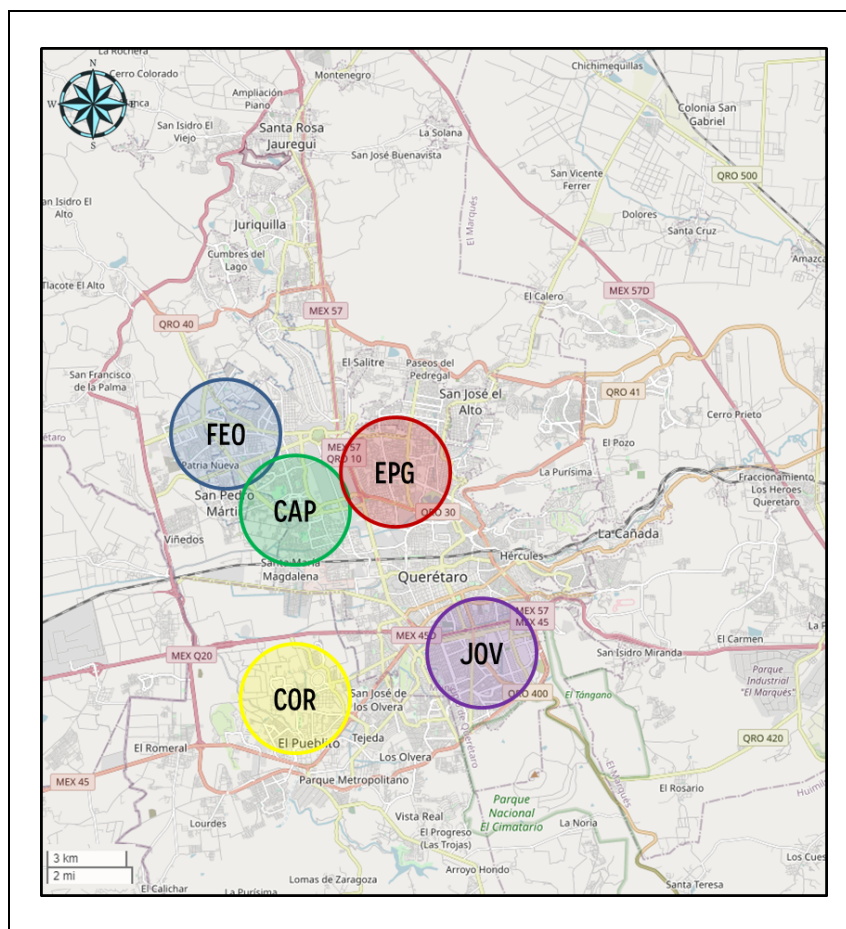 La Rochera
Cerro Colorado
Montenegro
Chichimequillas
N
W
S
Ampliación
Piano
Colonia San
Gabriel
San Isidro El
Viejo
Santa Rosa
Jauregui
La Solana
San José Buenavista
San Vicente
Ferrer
QRO 500
San Isidro El
Alto
El Marqués
Dolores
Santa Cruz
Juriquilla
Cumbres del
Lago
Amazca
Tlacote El Alto
El Calero
MEX 57D
MEX 57
QRO 40
El Salitre
Paseos del
Pedregal
San Francisco
de la Palma
San José el
Alto
QRO 41
Cerro Prieto
FEO
MEX 57
QRO 10
EPG
El Pozo
Patria Nueva
La Purísima
Fraccionamiento
Los Heroes
Queretaro
San Pedro
Márti
CAP
QRO 30
Viñedos
La Cañada
Hércules
Santa María
Magdalena
Querétaro
MEX 57
MEX 45
MEX 45D
El Carmen
La P
JOV
San Isidro Miranda
MEX Q20
Parque
Industrial
"El Marqués"
COR
San José de
los Olvera
QRO 400
El Tángano
El Pueblito
Tejeda
de Querétaro
QRO 420
El Romeral
Los Olvera
MEX 45
Parque Metropolitano
El Marqués
El Rosario
Parque
Nacional
El Cimatario
Huimil
Lourdes
Vista Real
El Progreso
(Las Trojas)
La Noria
3 km
2 mi
Los Cues
Arroyo Hondo
El Calichar
La Purísima
Lomas de Zaragoza
Santa Teresa